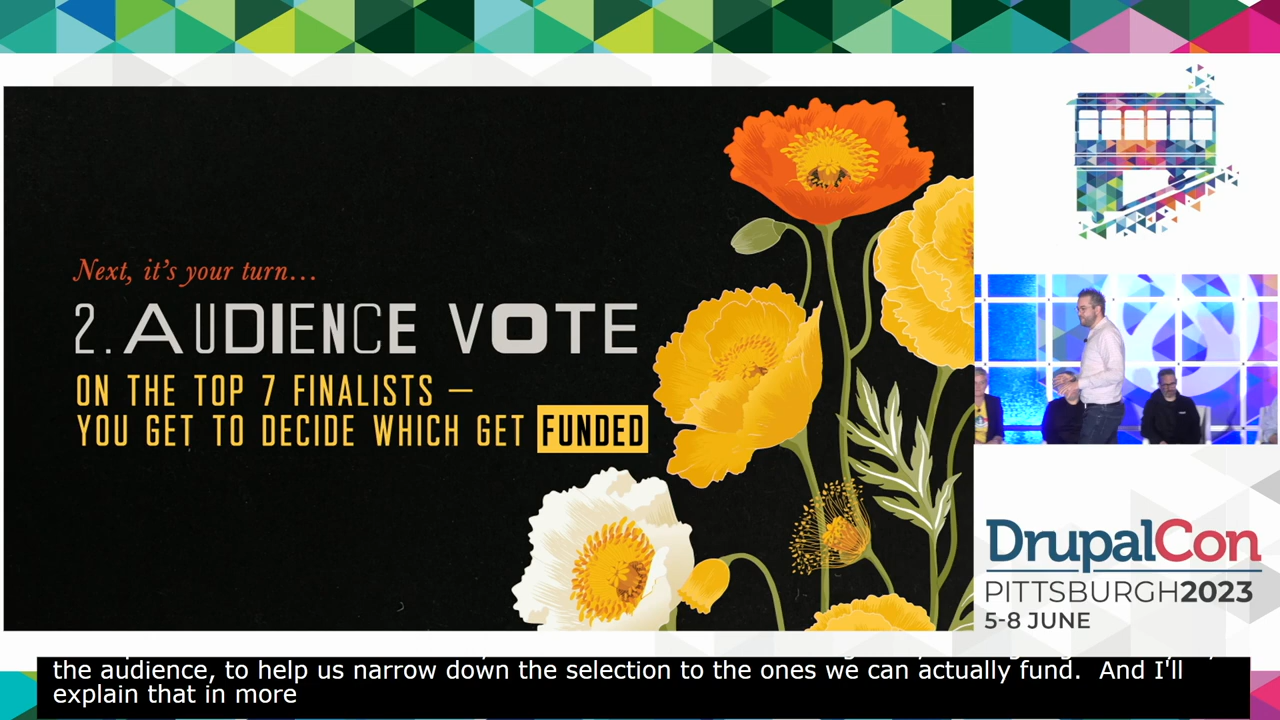 Next, it's your turn...
2. AUDIENCE VOTE
ON THE TOP 7 FINALISTS —
YOU GET TO DECIDE WHICH GET FUNDED
DrupalCon
PITTSBURGH2023
5-8 JUNE
the audience, to help us narrow down the selection to the ones we can actually fund. And I'll
explain that in more